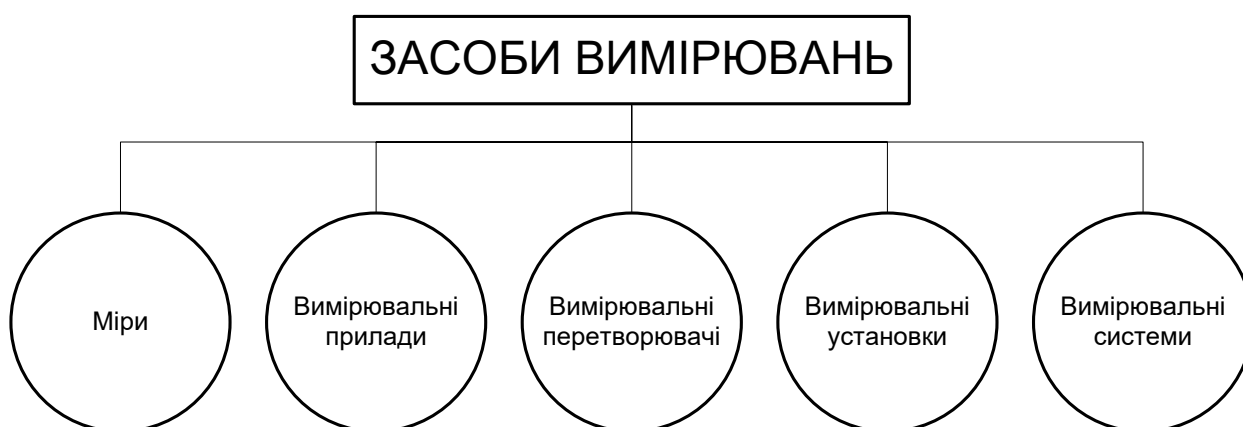 ЗАСОБИ ВИМІРЮВАНЬ
Міри
Вимірювальні
прилади
Вимірювальні
перетворювачі
Вимірювальні
установки
Вимірювальні
системи